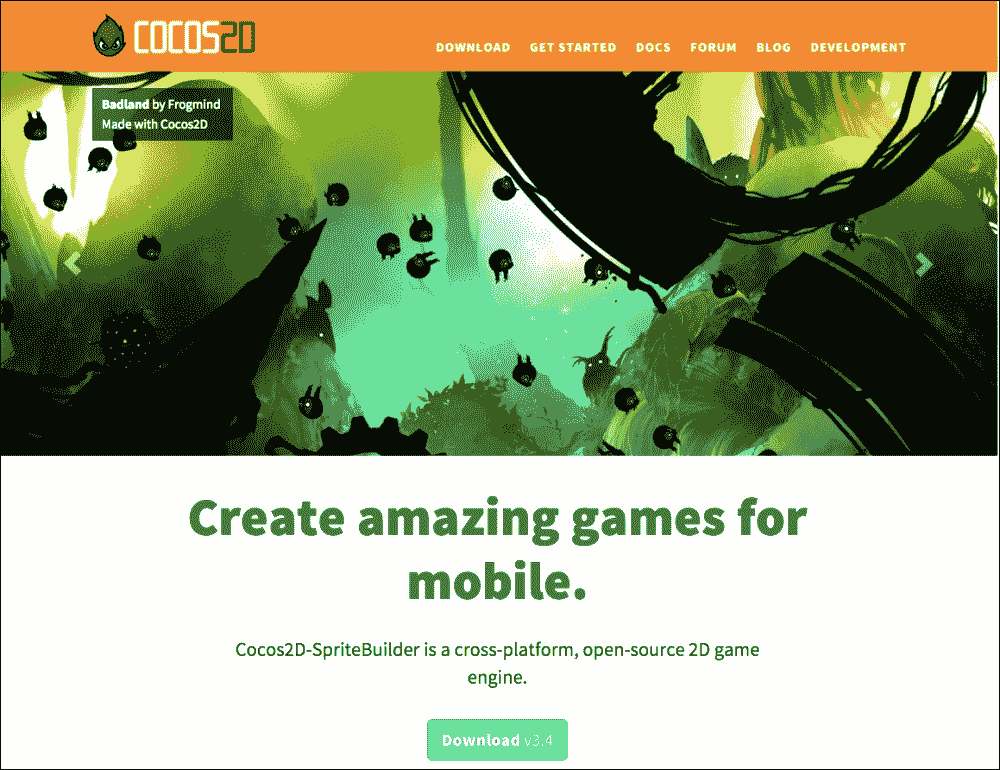 COCOS2D
DOWNLOAD GET STARTED DOCS FORUM BLOG DEVELOPMENT
Badland by Frogmind
Made with Cocos2D
Create amazing games for
mobile.
Cocos2D-SpriteBuilder is a cross-platform, open-source 2D game
engine.
Download v3.4